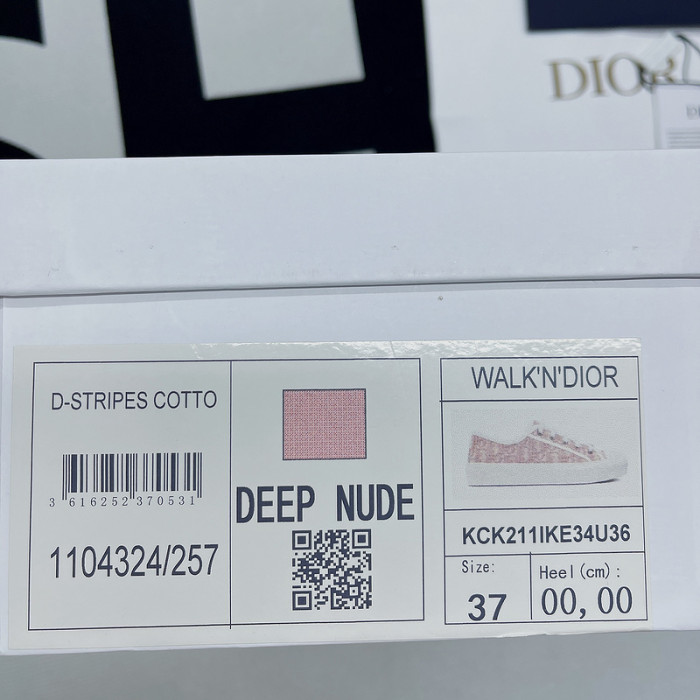 DIOR
D-STRIPES COTTO
3 616252 370531
1104324/257
DEEP NUDE
WALK'N'DIOR
KCK211IKE34U36
Size:
37
Heel(cm):
00,00